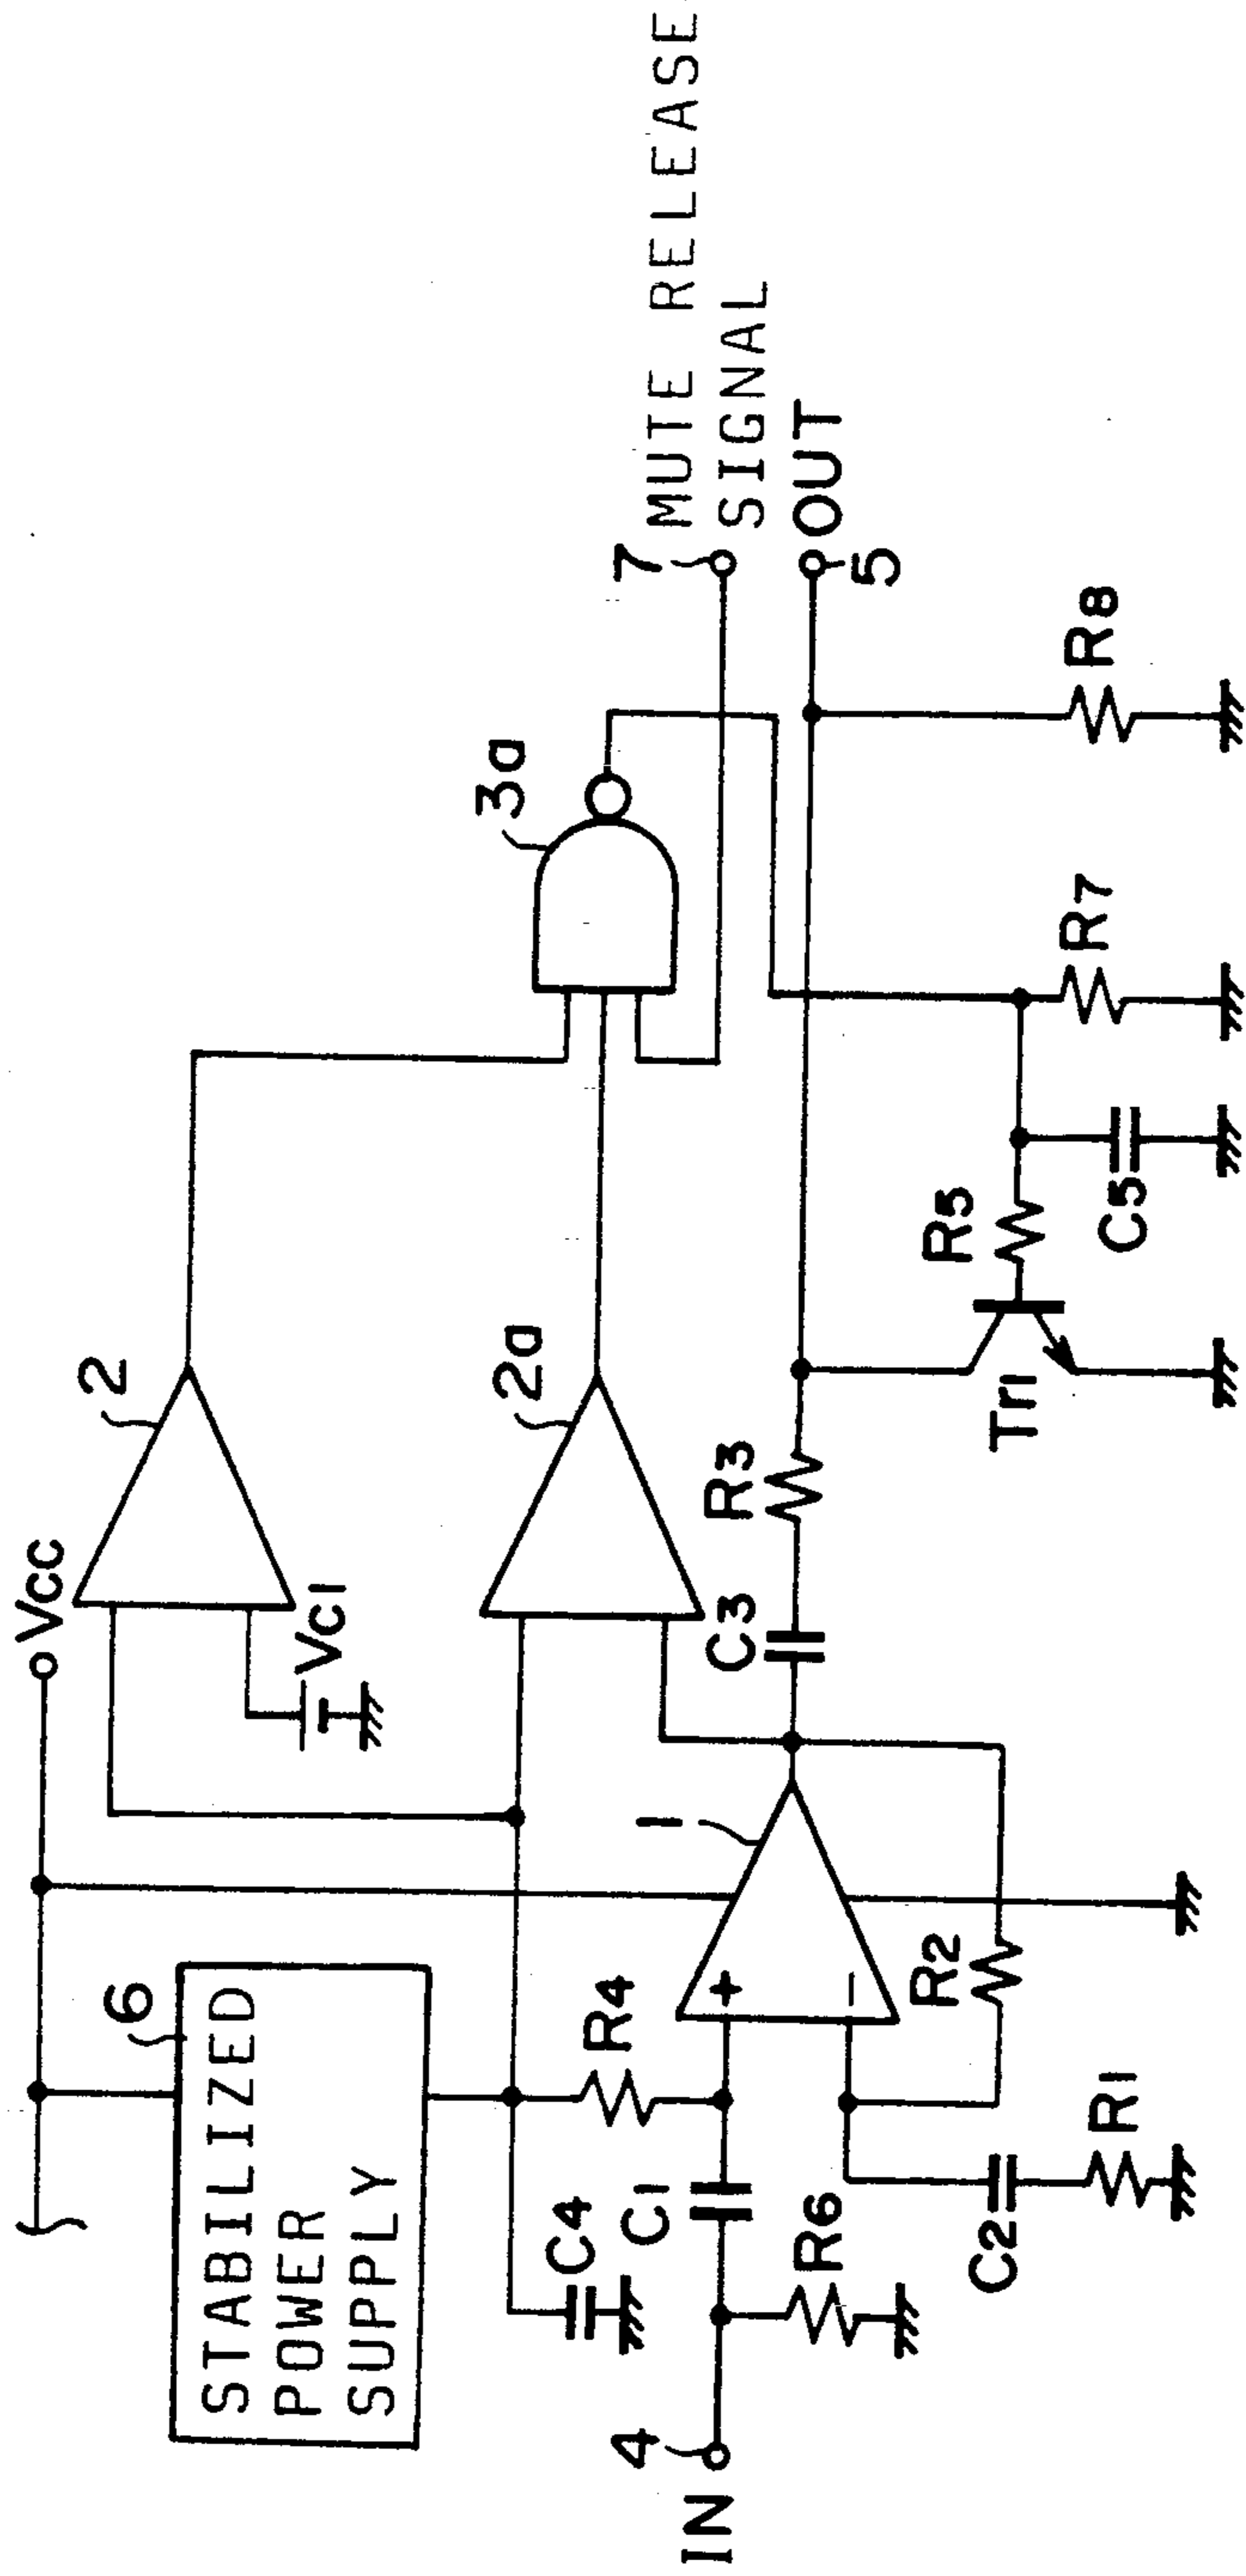 Vcc
6
STABILIZED
POWER
SUPPLY
2
Vc1
2a
3a
7
MUTE RELEASE
SIGNAL
OUT
5
C4
R4
1
+
−
IN
4
C1
R6
C2
R1
R2
C3
R3
Tr1
R5
C5
R7
R8